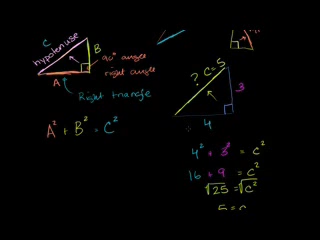 C
hypotenuse
B
90° angle
right angle
A
Right triangle
A² + B² = C²
? C = 5
3
4
4² + 3² = C²
16 + 9 = C²
√25 = √C²
5 = c